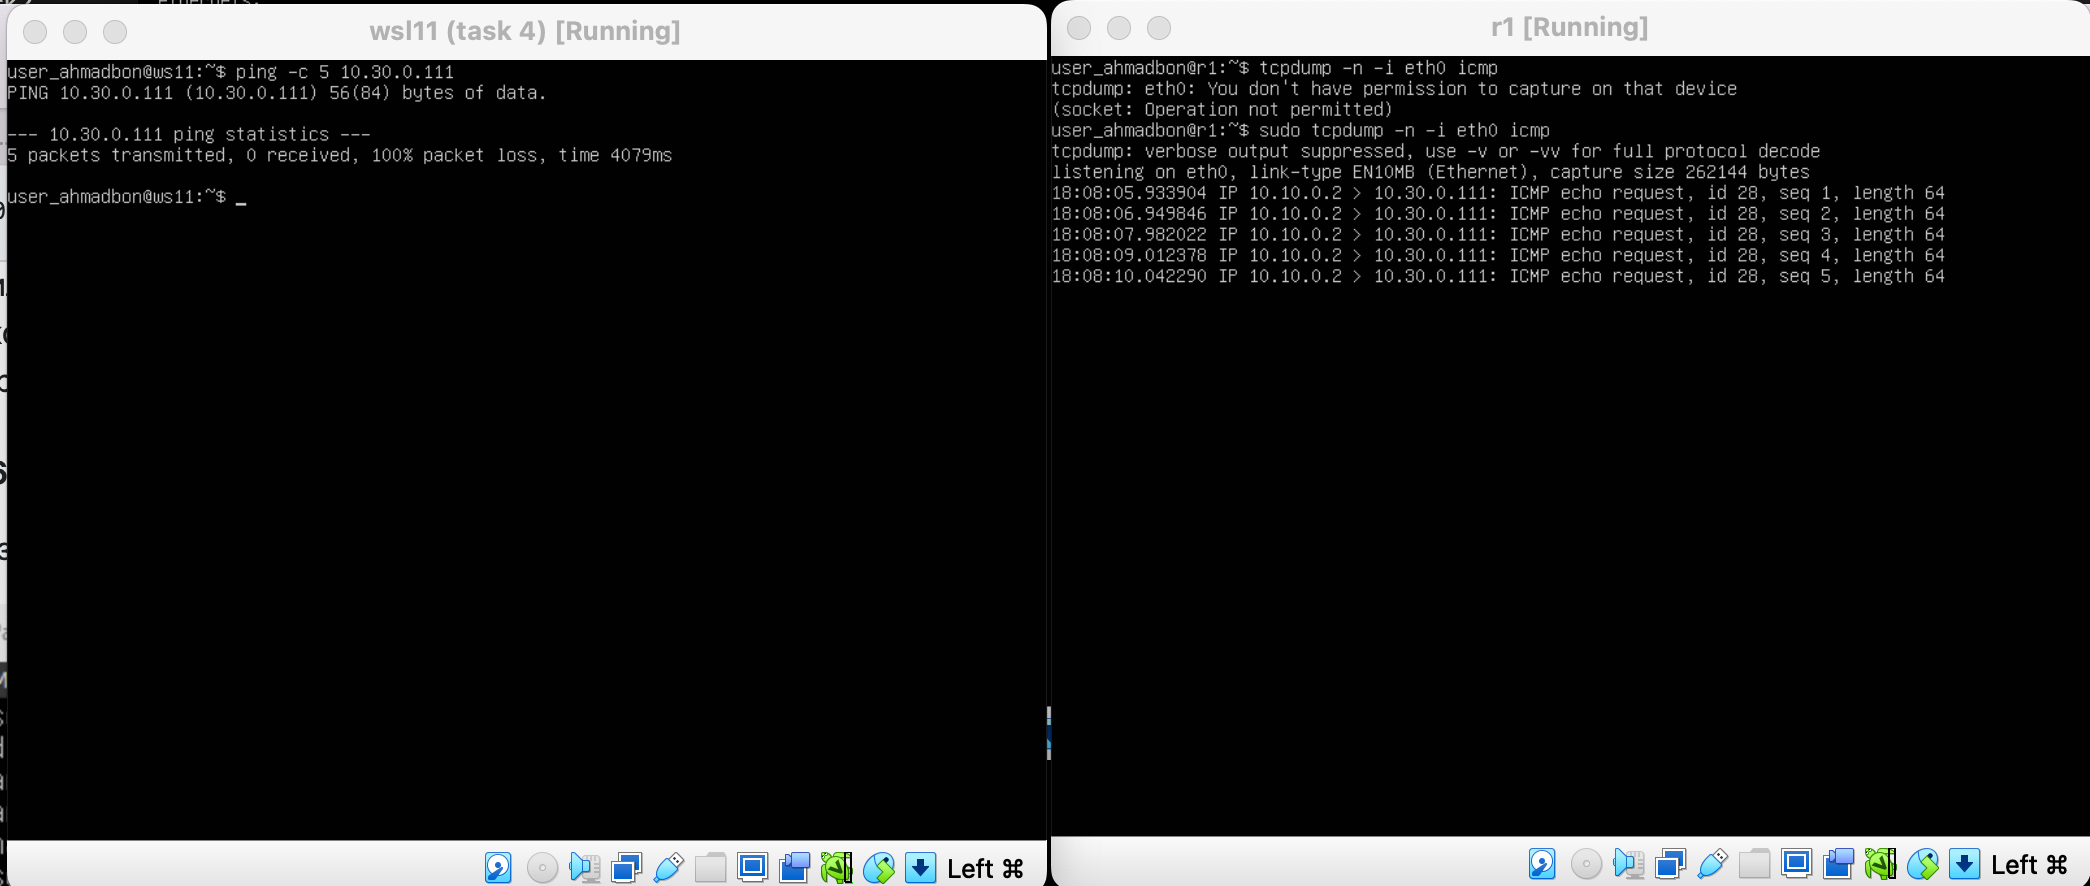 wsl11 (task 4) [Running]
user_ahmadbon@ws11:~$ ping -c 5 10.30.0.111
PING 10.30.0.111 (10.30.0.111) 56(84) bytes of data.
--- 10.30.0.111 ping statistics ---
5 packets transmitted, 0 received, 100% packet loss, time 4079ms
user_ahmadbon@ws11:~$ _
Left ⌘
r1 [Running]
user_ahmadbon@r1:~$ tcpdump -n -i eth0 icmp
tcpdump: eth0: You don't have permission to capture on that device
(socket: Operation not permitted)
user_ahmadbon@r1:~$ sudo tcpdump -n -i eth0 icmp
tcpdump: verbose output suppressed, use -v or -vv for full protocol decode
listening on eth0, link-type EN10MB (Ethernet), capture size 262144 bytes
18:08:05.933904 IP 10.10.0.2 > 10.30.0.111: ICMP echo request, id 28, seq 1, length 64
18:08:06.949846 IP 10.10.0.2 > 10.30.0.111: ICMP echo request, id 28, seq 2, length 64
18:08:07.982022 IP 10.10.0.2 > 10.30.0.111: ICMP echo request, id 28, seq 3, length 64
18:08:09.012378 IP 10.10.0.2 > 10.30.0.111: ICMP echo request, id 28, seq 4, length 64
18:08:10.042290 IP 10.10.0.2 > 10.30.0.111: ICMP echo request, id 28, seq 5, length 64
Left ⌘